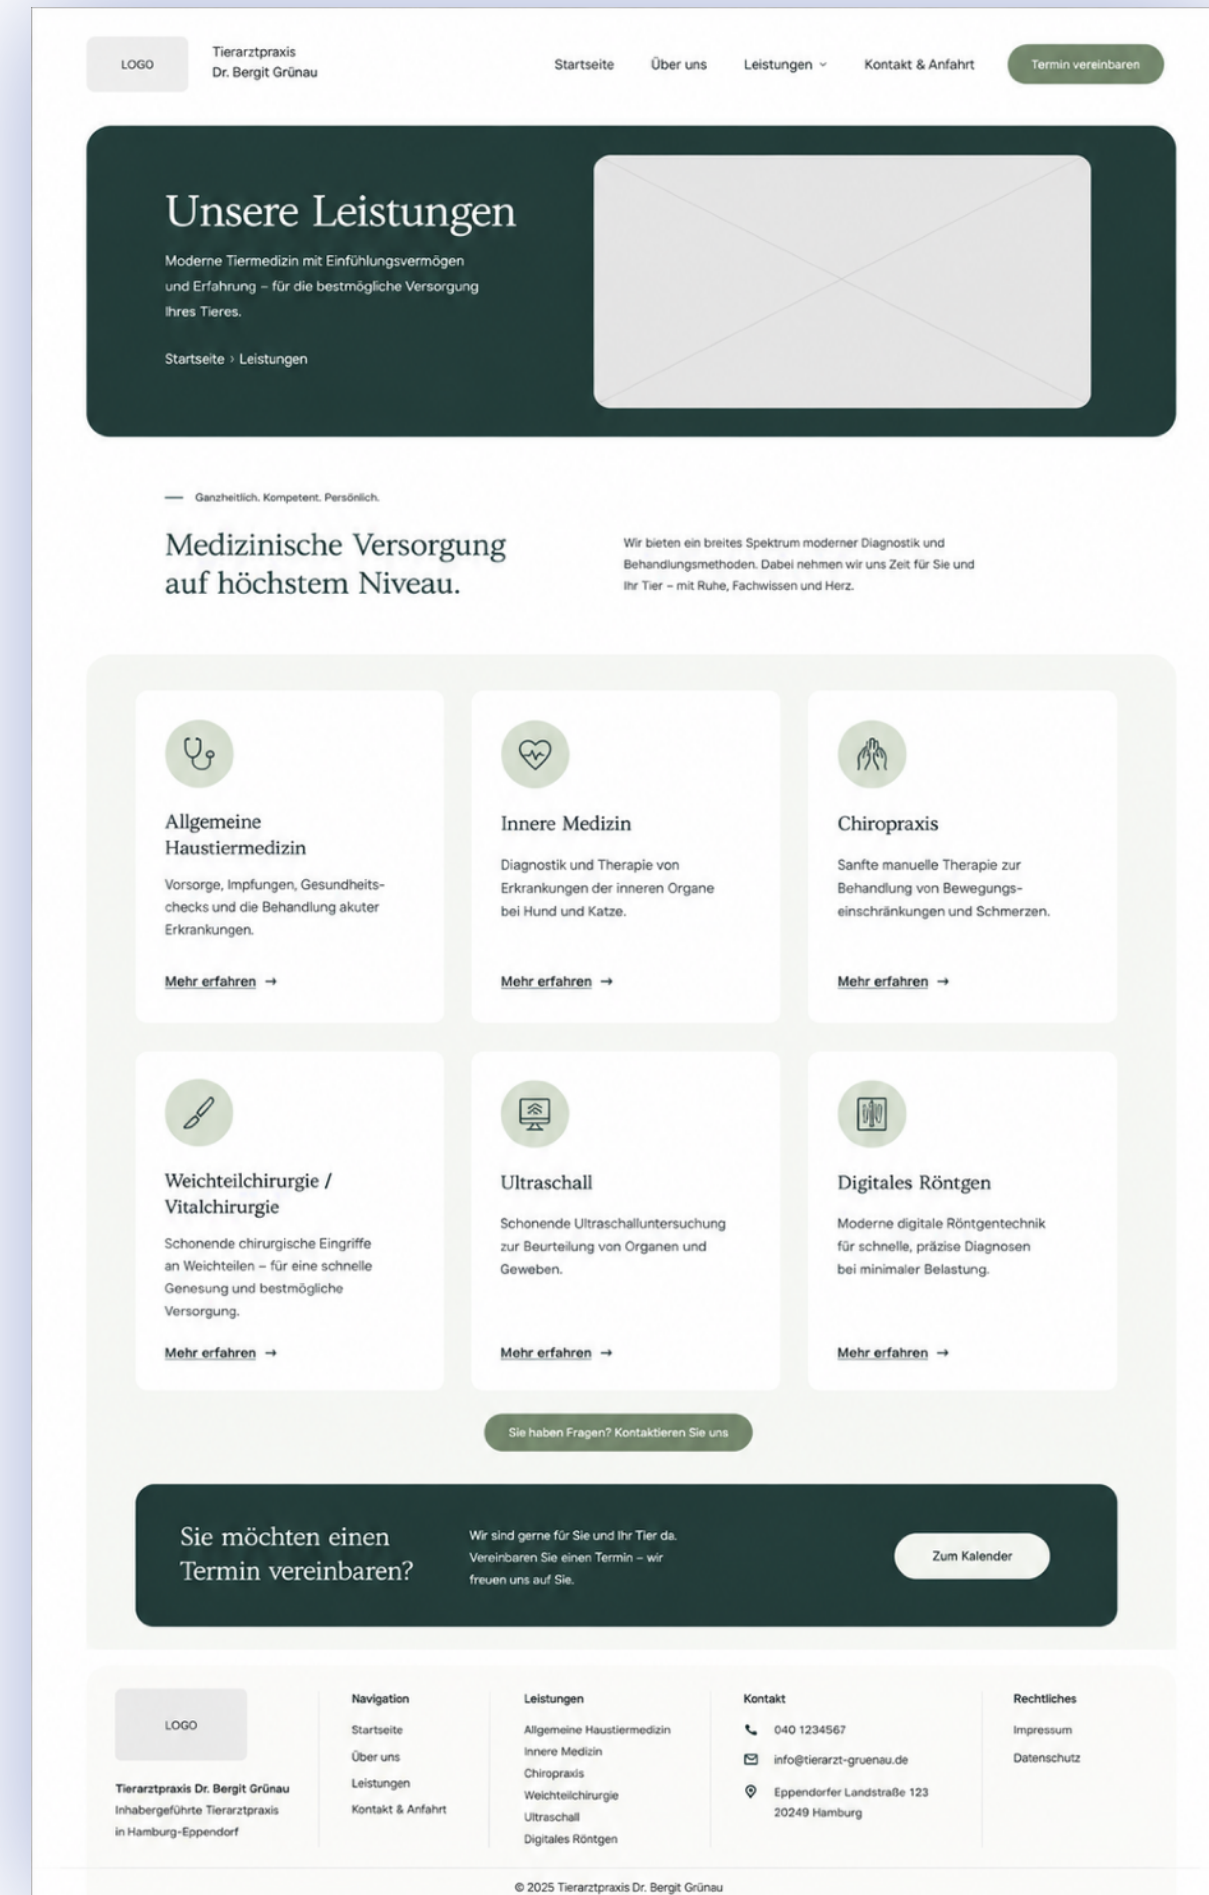 LOGO
Tierarztpraxis
Dr. Bergit Grünau
Startseite
Über uns
Leistungen
Kontakt & Anfahrt
Termin vereinbaren
Unsere Leistungen
Moderne Tiermedizin mit Einfühlungsvermögen
und Erfahrung – für die bestmögliche Versorgung
Ihres Tieres.
Startseite › Leistungen
Ganzheitlich. Kompetent. Persönlich.
Medizinische Versorgung
auf höchstem Niveau.
Wir bieten ein breites Spektrum moderner Diagnostik und
Behandlungsmethoden. Dabei nehmen wir uns Zeit für Sie und
Ihr Tier – mit Ruhe, Fachwissen und Herz.
Allgemeine
Haustiermedizin
Vorsorge, Impfungen, Gesundheits-
checks und die Behandlung akuter
Erkrankungen.
Mehr erfahren →
Innere Medizin
Diagnostik und Therapie von
Erkrankungen der inneren Organe
bei Hund und Katze.
Mehr erfahren →
Chiropraxis
Sanfte manuelle Therapie zur
Behandlung von Bewegungs-
einschränkungen und Schmerzen.
Mehr erfahren →
Weichteilchirurgie /
Vitalchirurgie
Schonende chirurgische Eingriffe
an Weichteilen – für eine schnelle
Genesung und bestmögliche
Versorgung.
Mehr erfahren →
Ultraschall
Schonende Ultraschalluntersuchung
zur Beurteilung von Organen und
Geweben.
Mehr erfahren →
Digitales Röntgen
Moderne digitale Röntgentechnik
für schnelle, präzise Diagnosen
bei minimaler Belastung.
Mehr erfahren →
Sie haben Fragen? Kontaktieren Sie uns
Sie möchten einen
Termin vereinbaren?
Wir sind gerne für Sie und Ihr Tier da.
Vereinbaren Sie einen Termin – wir
freuen uns auf Sie.
Zum Kalender
LOGO
Tierarztpraxis Dr. Bergit Grünau
Inhabergeführte Tierarztpraxis
in Hamburg-Eppendorf
Navigation
Startseite
Über uns
Leistungen
Kontakt & Anfahrt
Leistungen
Allgemeine Haustiermedizin
Innere Medizin
Chiropraxis
Weichteilchirurgie
Ultraschall
Digitales Röntgen
Kontakt
040 1234567
info@tierarzt-gruenau.de
Eppendorfer Landstraße 123
20249 Hamburg
Rechtliches
Impressum
Datenschutz
© 2025 Tierarztpraxis Dr. Bergit Grünau